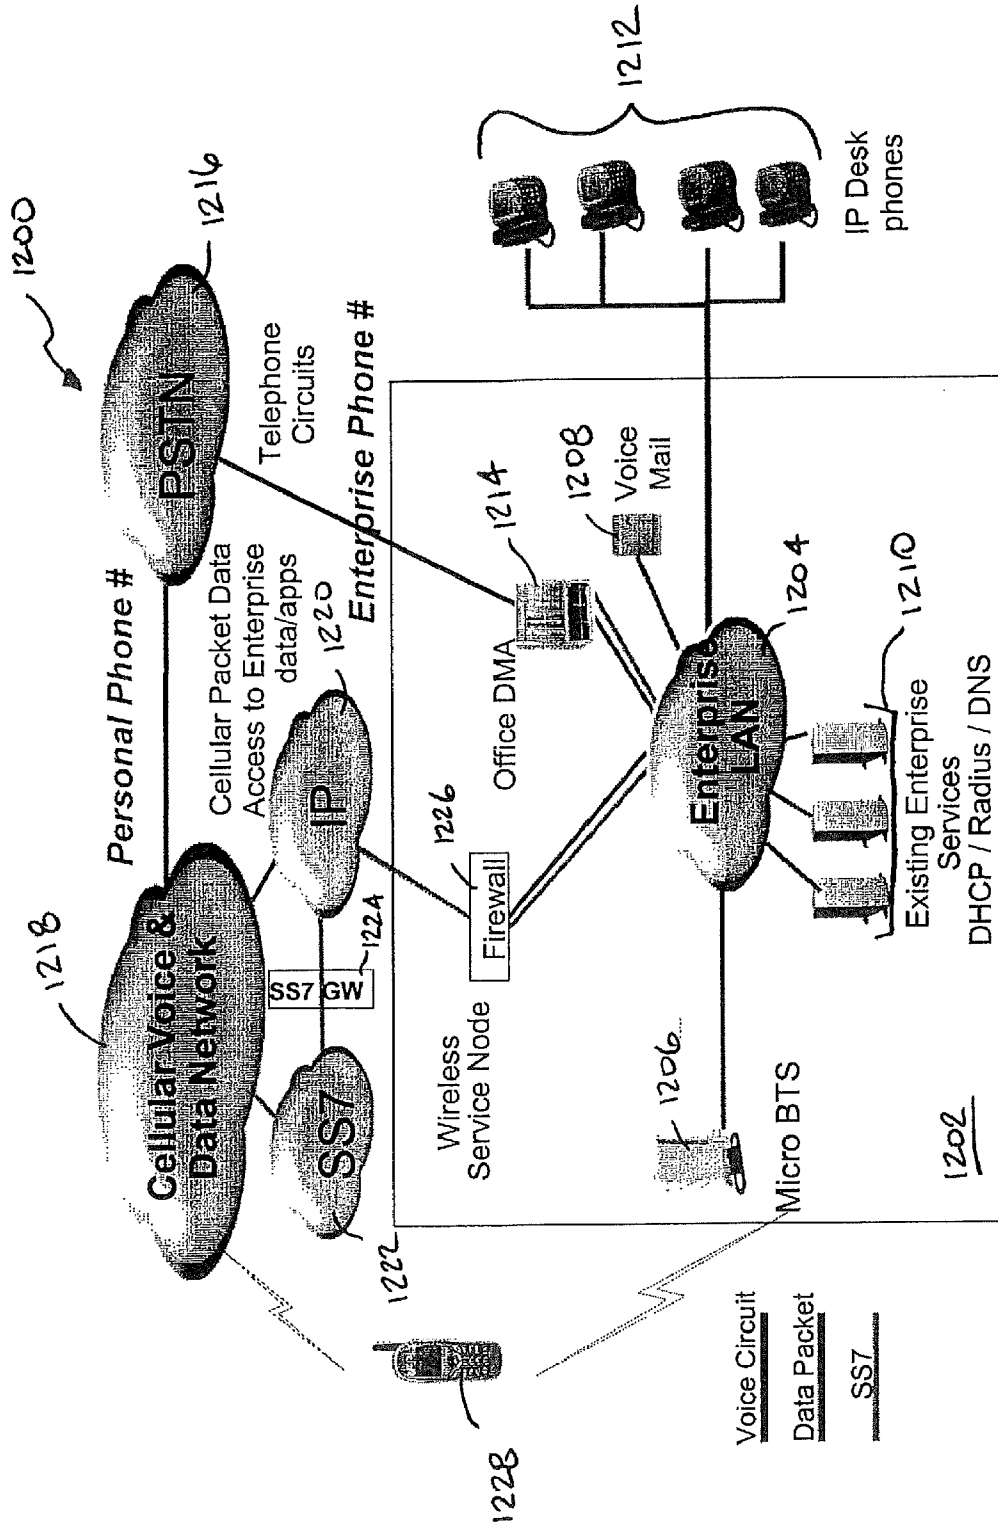 1200
1216
PSTN
Personal Phone #
Telephone
Circuits
1218
Cellular Voice &
Data Network
Cellular Packet Data
Access to Enterprise
data/apps
1220
IP
Enterprise Phone #
SS7 GW
1224
SS7
1222
1228
Wireless
Service Node
1226
Firewall
Office DMA
1214
1208
Voice
Mail
1212
IP Desk
phones
1206
Micro BTS
Enterprise
LAN
1204
1210
Existing Enterprise
Services
DHCP / Radius / DNS
1202
Voice Circuit
Data Packet
SS7